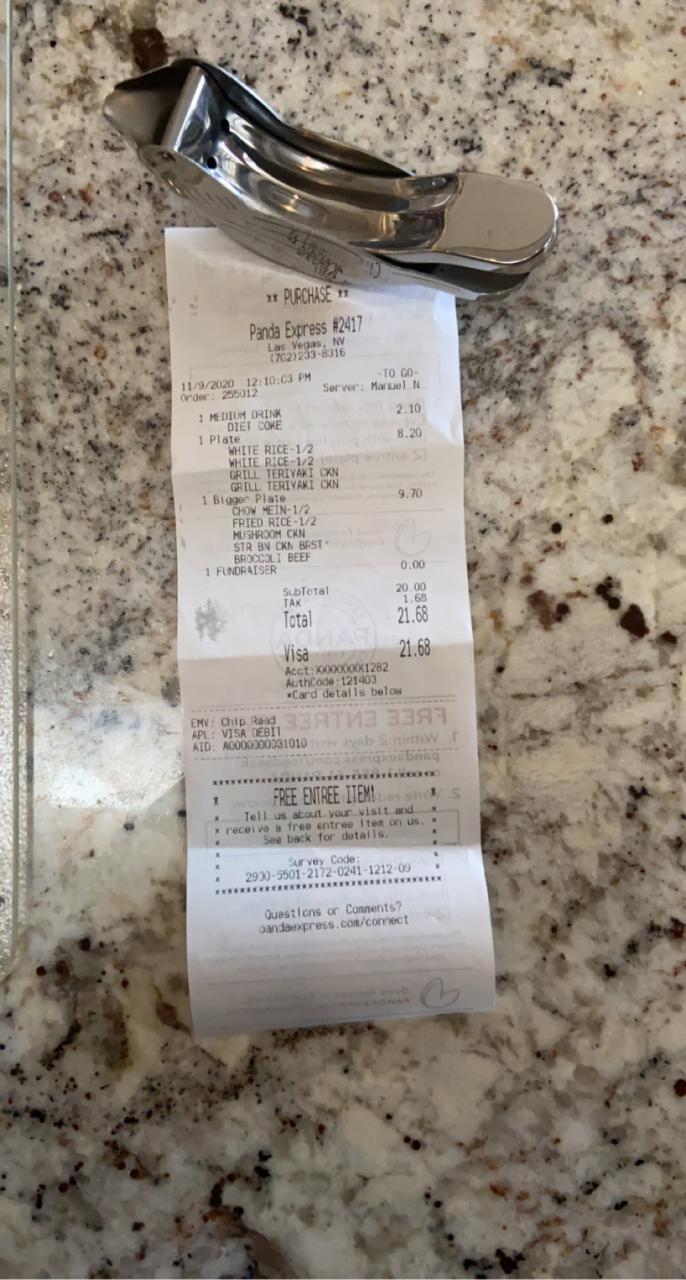 ** PURCHASE **
Panda Express #2417
Las Vegas, NV
(702)233-8316
-TO GO-
11/9/2020 12:10:03 PM
Order: 255012 Server: Manuel N
1 MEDIUM DRINK 2.10
DIET COKE
1 Plate 8.20
WHITE RICE-1/2
WHITE RICE-1/2
GRILL TERIYAKI CKN
GRILL TERIYAKI CKN
1 Bigger Plate 9.70
CHOW MEIN-1/2
FRIED RICE-1/2
MUSHROOM CKN
STR BN CKN BRST
BROCCOLI BEEF
1 FUNDRAISER 0.00
SubTotal 20.00
TAX 1.68
Total 21.68
Visa 21.68
Acct:XXXXXXXX1282
AuthCode:121403
*Card details below
EMV: Chip Read
APL: VISA DEBIT
AID: A0000000031010
FREE ENTREE ITEM!
Tell us about your visit and
receive a free entree item on us.
See back for details.
Survey Code:
2900-5501-2172-0241-1212-09
Questions or Comments?
pandaexpress.com/connect